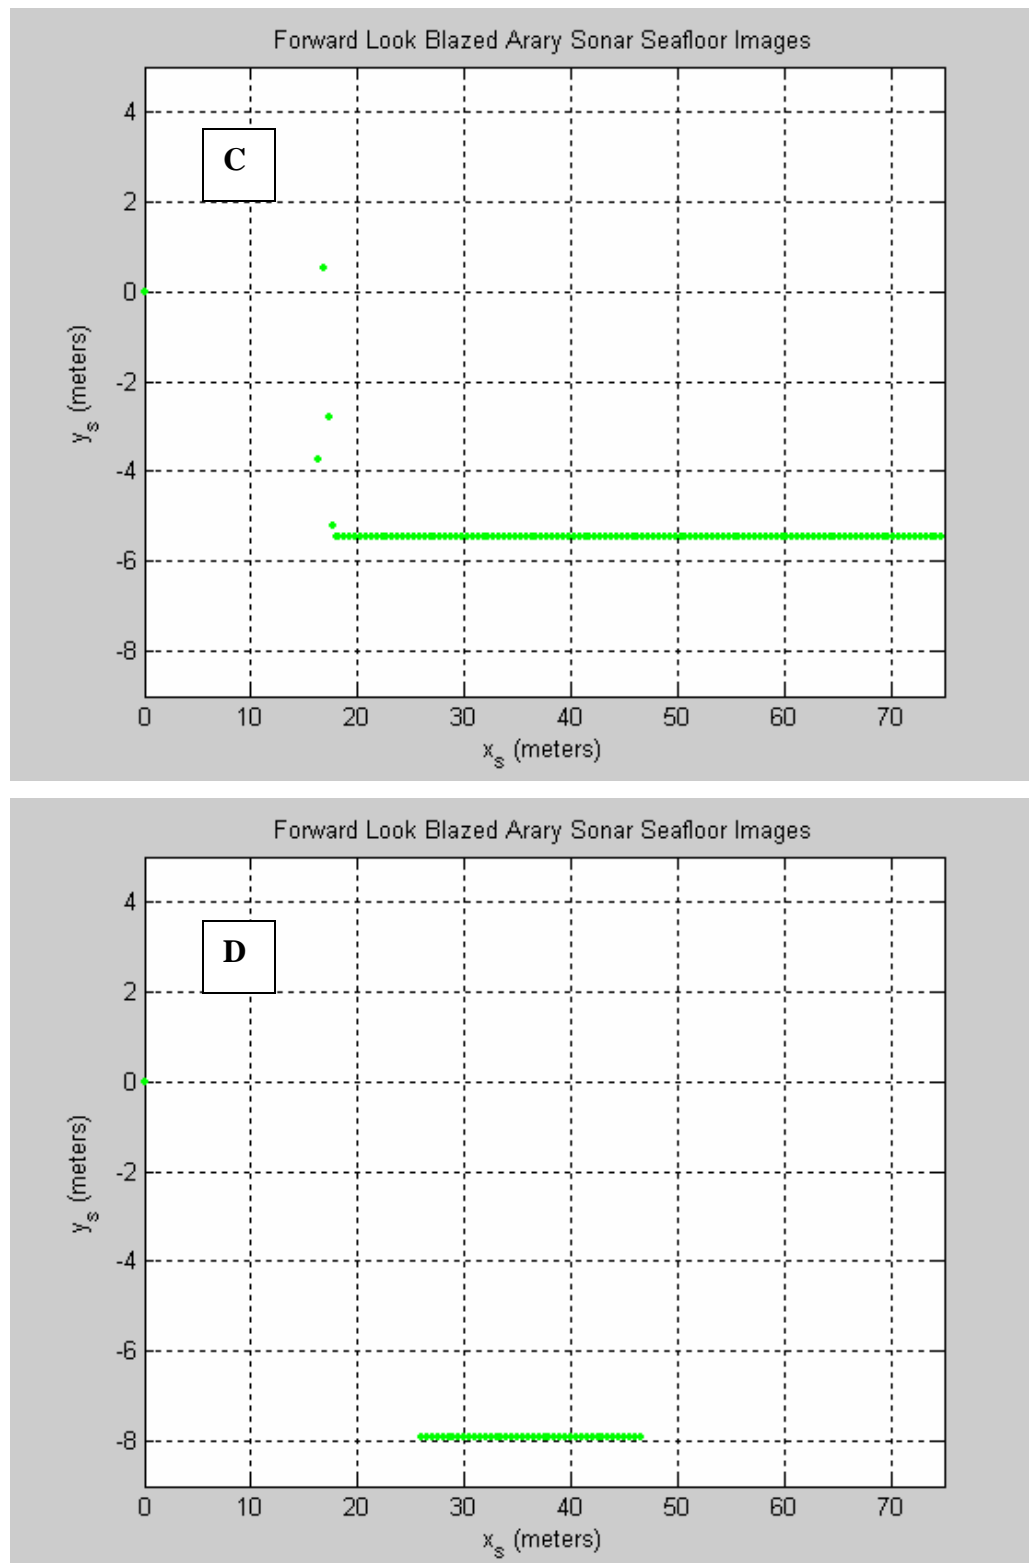 Forward Look Blazed Arary Sonar Seafloor Images
C
4
2
0
-2
-4
-6
-8
y_s (meters)
0 10 20 30 40 50 60 70
x_s (meters)
Forward Look Blazed Arary Sonar Seafloor Images
D
4
2
0
-2
-4
-6
-8
y_s (meters)
0 10 20 30 40 50 60 70
x_s (meters)